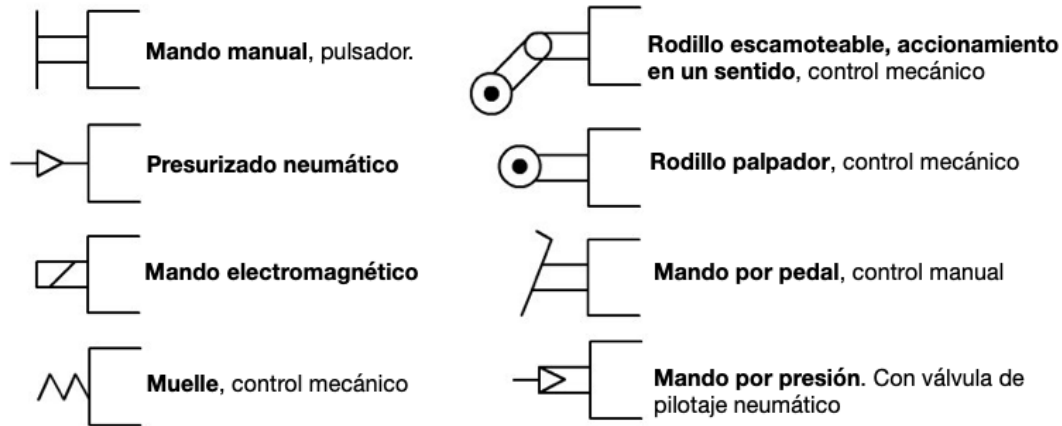 Mando manual, pulsador.
Presurizado neumático
Mando electromagnético
Muelle, control mecánico
Rodillo escamoteable, accionamiento
en un sentido, control mecánico
Rodillo palpador, control mecánico
Mando por pedal, control manual
Mando por presión. Con válvula de
pilotaje neumático